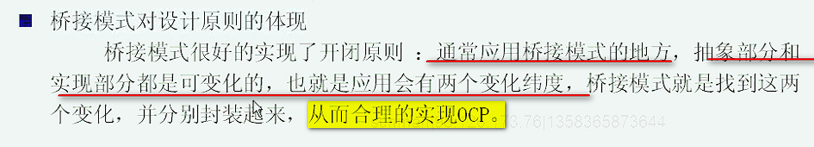 桥接模式对设计原则的体现
桥接模式很好的实现了开闭原则 ：通常应用桥接模式的地方，抽象部分和
实现部分都是可变化的，也就是应用会有两个变化纬度，桥接模式就是找到这两
个变化，并分别封装起来，从而合理的实现OCP。